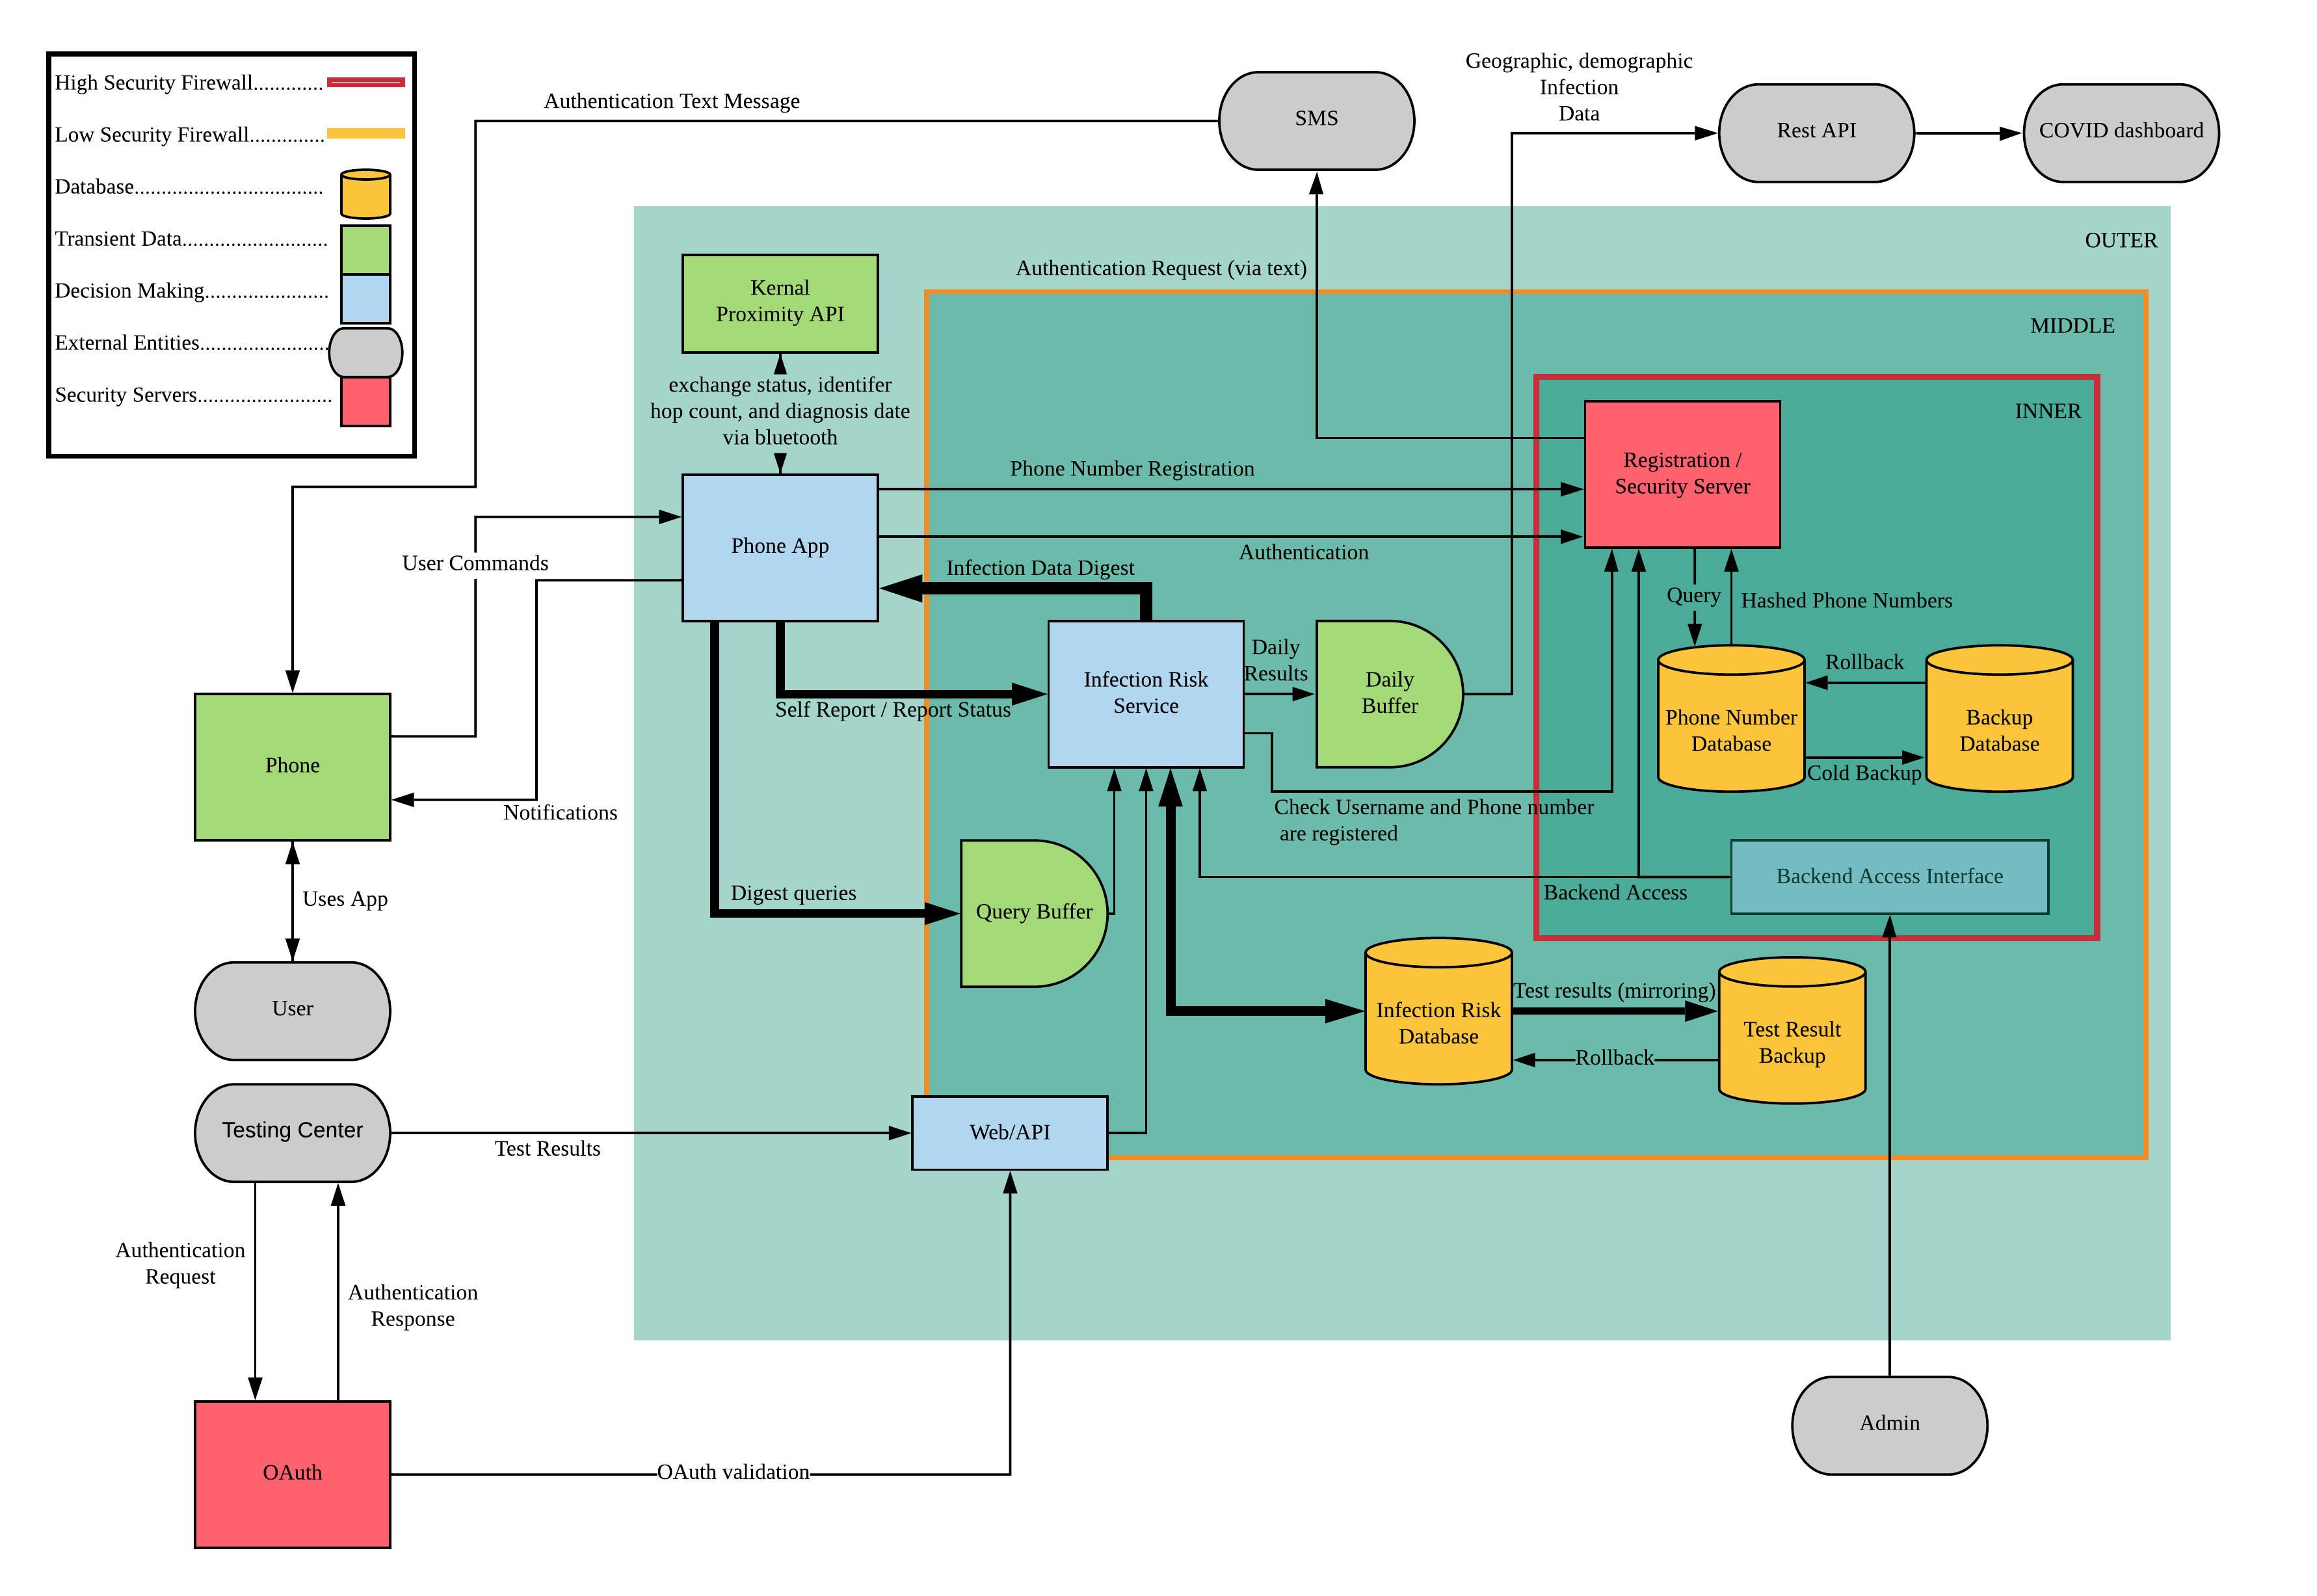 High Security Firewall.............
Low Security Firewall..............
Database...................................
Transient Data...........................
Decision Making.......................
External Entities........................
Security Servers.........................
Authentication Text Message
SMS
Geographic, demographic
Infection
Data
Rest API
COVID dashboard
OUTER
Authentication Request (via text)
Kernal
Proximity API
MIDDLE
exchange status, identifer
hop count, and diagnosis date
via bluetooth
INNER
Phone Number Registration
Registration /
Security Server
Phone App
Authentication
User Commands
Infection Data Digest
Query
Hashed Phone Numbers
Daily
Results
Infection Risk
Service
Daily
Buffer
Rollback
Self Report / Report Status
Phone Number
Database
Backup
Database
Cold Backup
Phone
Notifications
Check Username and Phone number
are registered
Uses App
Digest queries
Query Buffer
Backend Access
Backend Access Interface
User
Infection Risk
Database
Test results (mirroring)
Rollback
Test Result
Backup
Testing Center
Test Results
Web/API
Authentication
Request
Authentication
Response
OAuth
OAuth validation
Admin